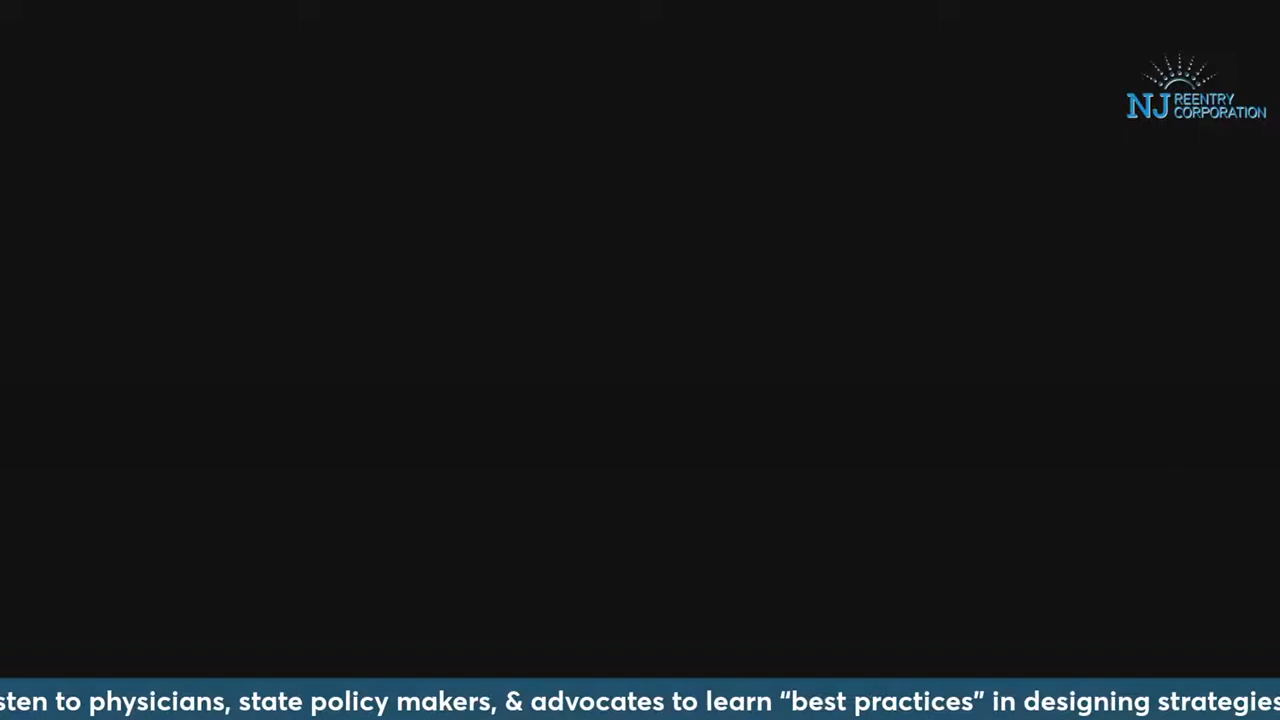 NJ REENTRY
CORPORATION
sten to physicians, state policy makers, & advocates to learn “best practices” in designing strategies